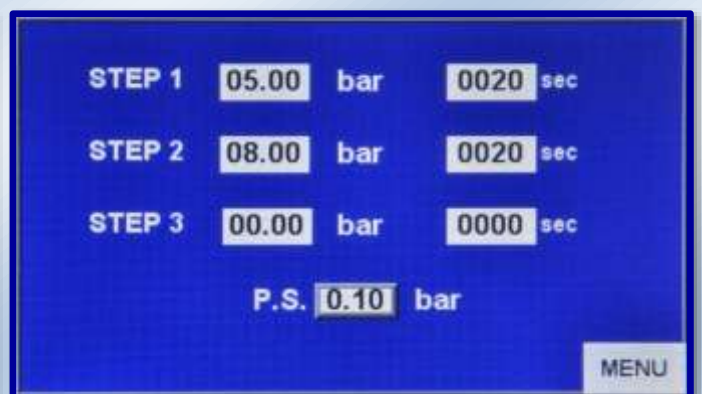 STEP 1 05.00 bar 0020 sec
STEP 2 08.00 bar 0020 sec
STEP 3 00.00 bar 0000 sec
P.S. 0.10 bar
MENU